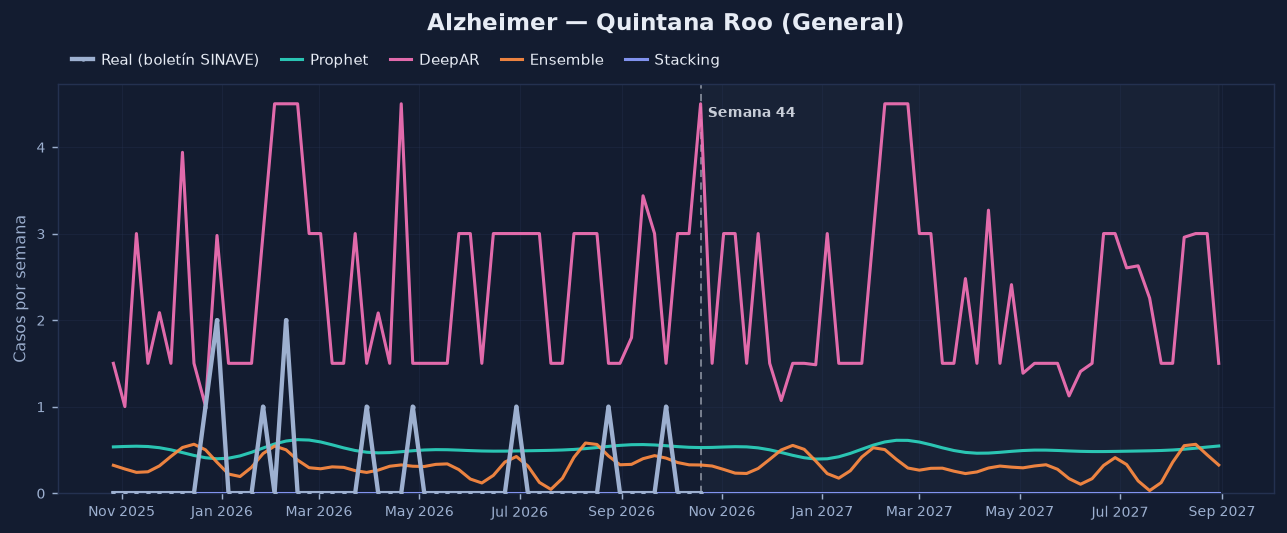 Alzheimer — Quintana Roo (General)
Real (boletín SINAVE) Prophet DeepAR Ensemble Stacking
Semana 44
Casos por semana
4
3
2
1
0
Nov 2025 Jan 2026 Mar 2026 May 2026 Jul 2026 Sep 2026 Nov 2026 Jan 2027 Mar 2027 May 2027 Jul 2027 Sep 2027